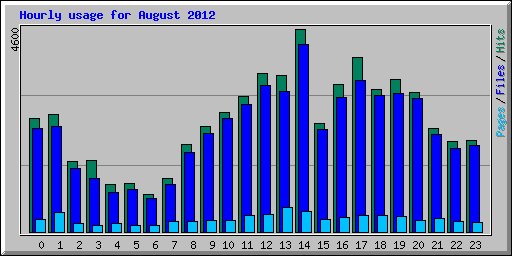 Hourly usage for August 2012
4600
Pages / Files / Hits
0 1 2 3 4 5 6 7 8 9 10 11 12 13 14 15 16 17 18 19 20 21 22 23